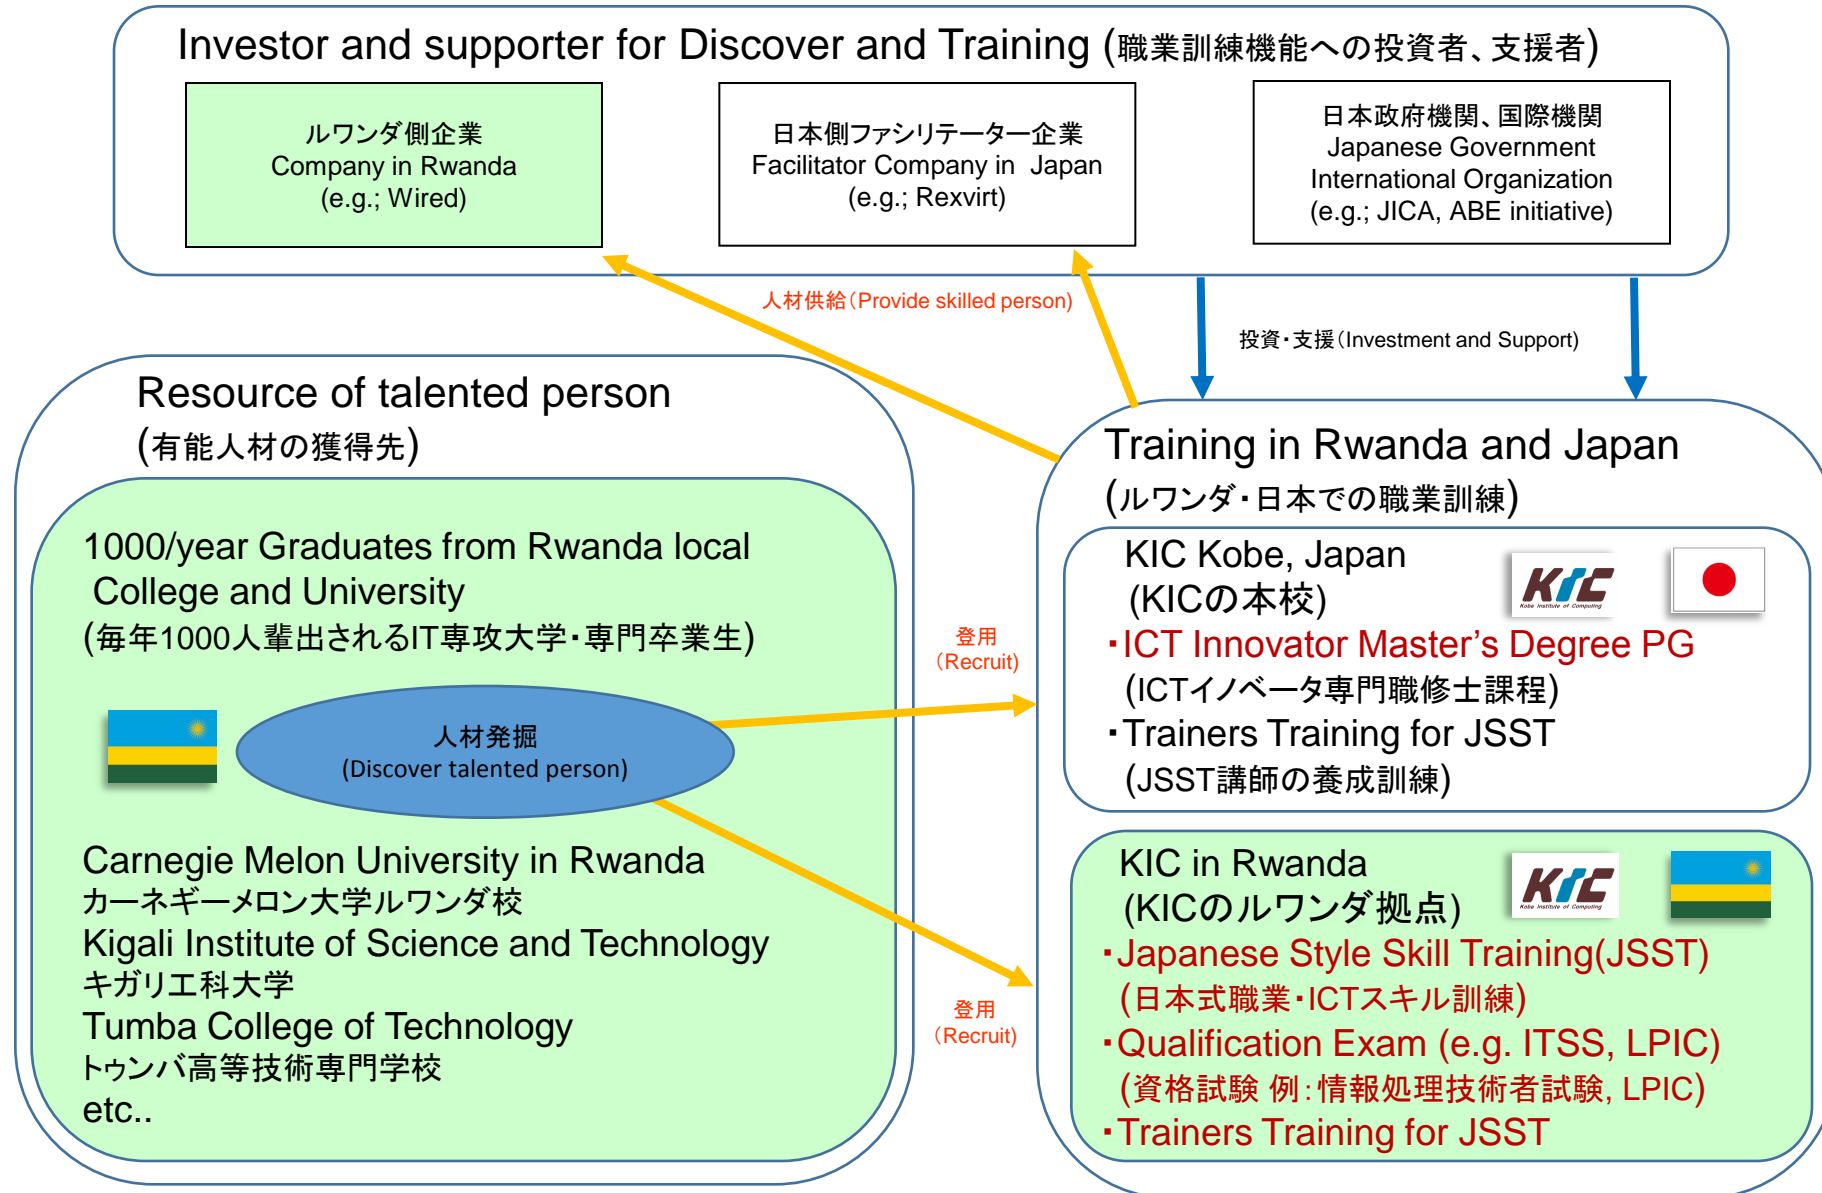 Investor and supporter for Discover and Training (職業訓練機能への投資者、支援者)
ルワンダ側企業
Company in Rwanda
(e.g.; Wired)
日本側ファシリテーター企業
Facilitator Company in Japan
(e.g.; Rexvirt)
日本政府機関、国際機関
Japanese Government
International Organization
(e.g.; JICA, ABE initiative)
人材供給(Provide skilled person)
投資・支援(Investment and Support)
Resource of talented person
(有能人材の獲得先)
1000/year Graduates from Rwanda local
College and University
(毎年1000人輩出されるIT専攻大学・専門卒業生)
人材発掘
(Discover talented person)
Carnegie Melon University in Rwanda
カーネギーメロン大学ルワンダ校
Kigali Institute of Science and Technology
キガリ工科大学
Tumba College of Technology
トゥンバ高等技術専門学校
etc..
登用
(Recruit)
登用
(Recruit)
Training in Rwanda and Japan
(ルワンダ・日本での職業訓練)
KIC Kobe, Japan
(KICの本校)
KIC
Kobe Institute of Computing
・ICT Innovator Master's Degree PG
(ICTイノベータ専門職修士課程)
・Trainers Training for JSST
(JSST講師の養成訓練)
KIC in Rwanda
(KICのルワンダ拠点)
KIC
Kobe Institute of Computing
・Japanese Style Skill Training(JSST)
(日本式職業・ICTスキル訓練)
・Qualification Exam (e.g. ITSS, LPIC)
(資格試験 例：情報処理技術者試験, LPIC)
・Trainers Training for JSST